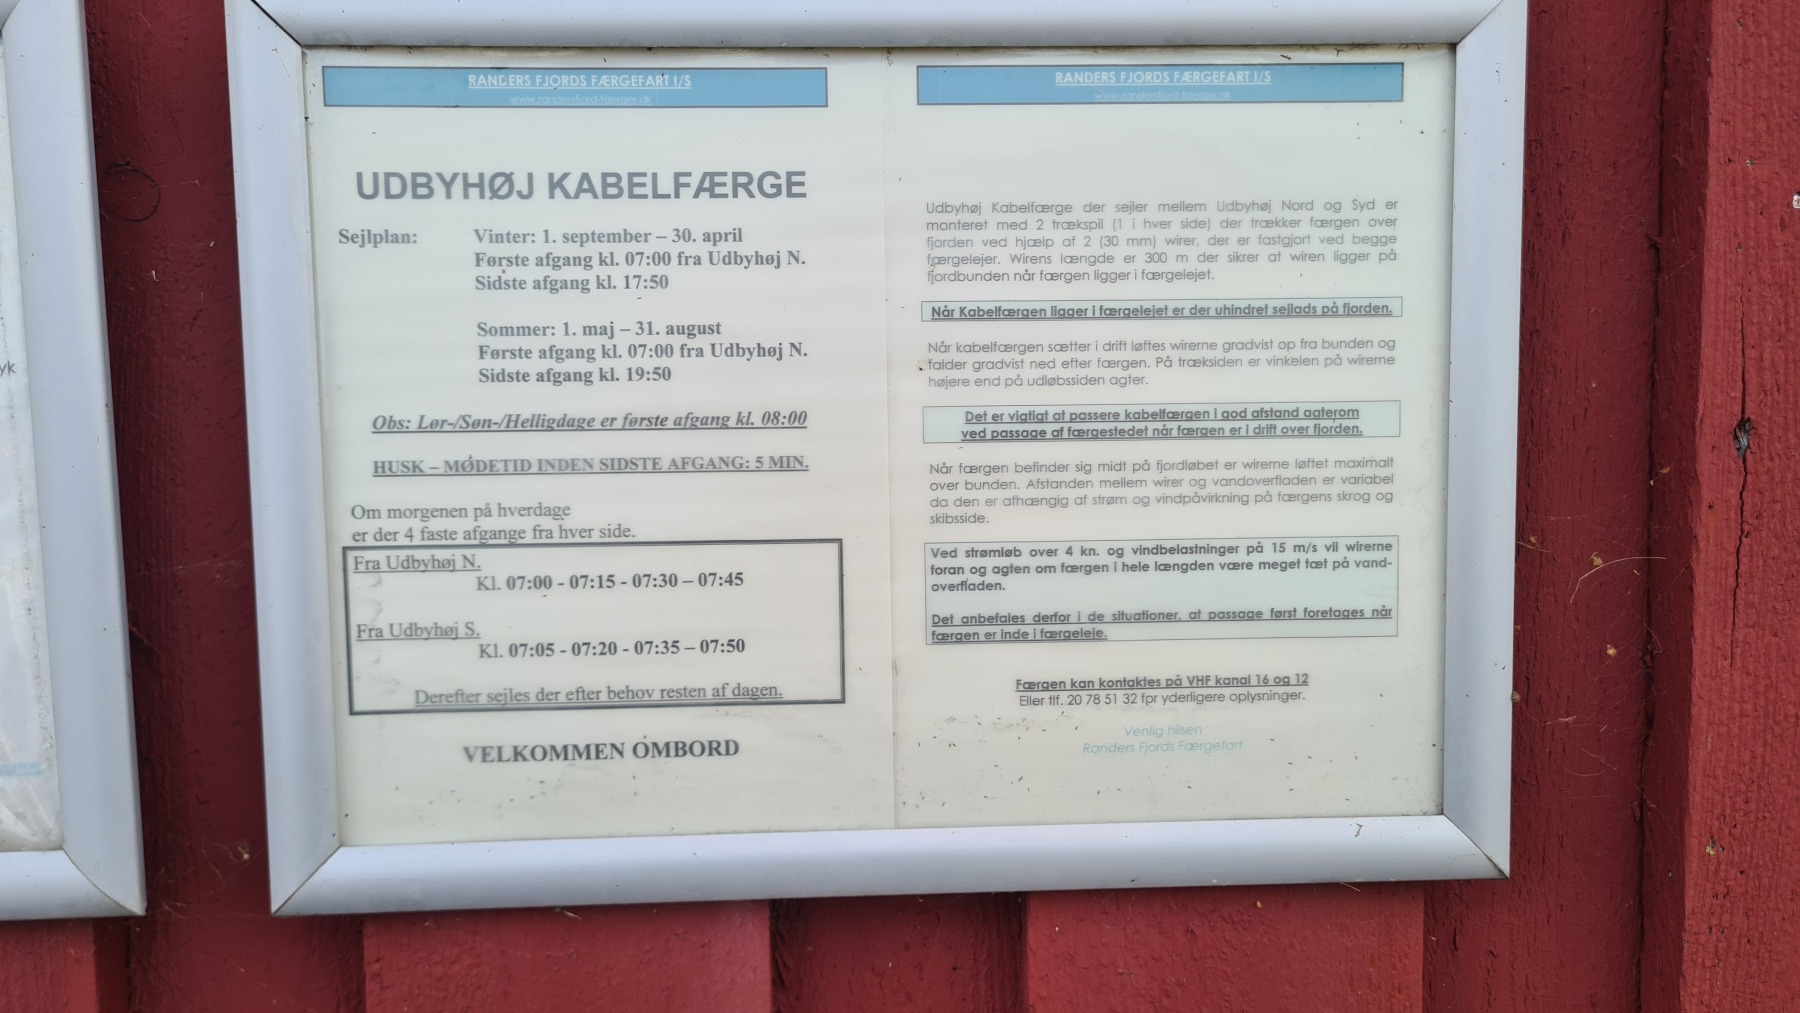 RANDERS FJORDS FÆRGEFART I/S
www.randersfjord-faerger.dk
UDBYHØJ KABELFÆRGE
Sejlplan: Vinter: 1. september – 30. april
Første afgang kl. 07:00 fra Udbyhøj N.
Sidste afgang kl. 17:50
Sommer: 1. maj – 31. august
Første afgang kl. 07:00 fra Udbyhøj N.
Sidste afgang kl. 19:50
Obs: Lør-/Søn-/Helligdage er første afgang kl. 08:00
HUSK – MØDETID INDEN SIDSTE AFGANG: 5 MIN.
Om morgenen på hverdage
er der 4 faste afgange fra hver side.
Fra Udbyhøj N.
Kl. 07:00 - 07:15 - 07:30 – 07:45
Fra Udbyhøj S.
Kl. 07:05 - 07:20 - 07:35 – 07:50
Derefter sejles der efter behov resten af dagen.
VELKOMMEN OMBORD
RANDERS FJORDS FÆRGEFART I/S
www.randersfjord-faerger.dk
Udbyhøj Kabelfærge der sejler mellem Udbyhøj Nord og Syd er
monteret med 2 trækspil (1 i hver side) der trækker færgen over
fjorden ved hjælp af 2 (30 mm) wirer, der er fastgjort ved begge
færgelejer. Wirens længde er 300 m der sikrer at wiren ligger på
fjordbunden når færgen ligger i færgelejet.
Når Kabelfærgen ligger i færgelejet er der uhindret sejlads på fjorden.
Når kabelfærgen sætter i drift løftes wirerne gradvist op fra bunden og
falder gradvist ned efter færgen. På træksiden er vinkelen på wirerne
højere end på udløbssiden agter.
Det er vigtigt at passere kabelfærgen i god afstand agterom
ved passage af færgestedet når færgen er i drift over fjorden.
Når færgen befinder sig midt på fjordløbet er wirerne løftet maximalt
over bunden. Afstanden mellem wirer og vandoverfladen er variabel
da den er afhængig af strøm og vindpåvirkning på færgens skrog og
skibsside.
Ved strømløb over 4 kn. og vindbelastninger på 15 m/s vil wirerne
foran og agten om færgen i hele længden være meget tæt på vand-
overfladen.
Det anbefales derfor i de situationer, at passage først foretages når
færgen er inde i færgeleje.
Færgen kan kontaktes på VHF kanal 16 og 12
Eller tlf. 20 78 51 32 for yderligere oplysninger.
Venlig hilsen
Randers Fjords Færgefart
yk